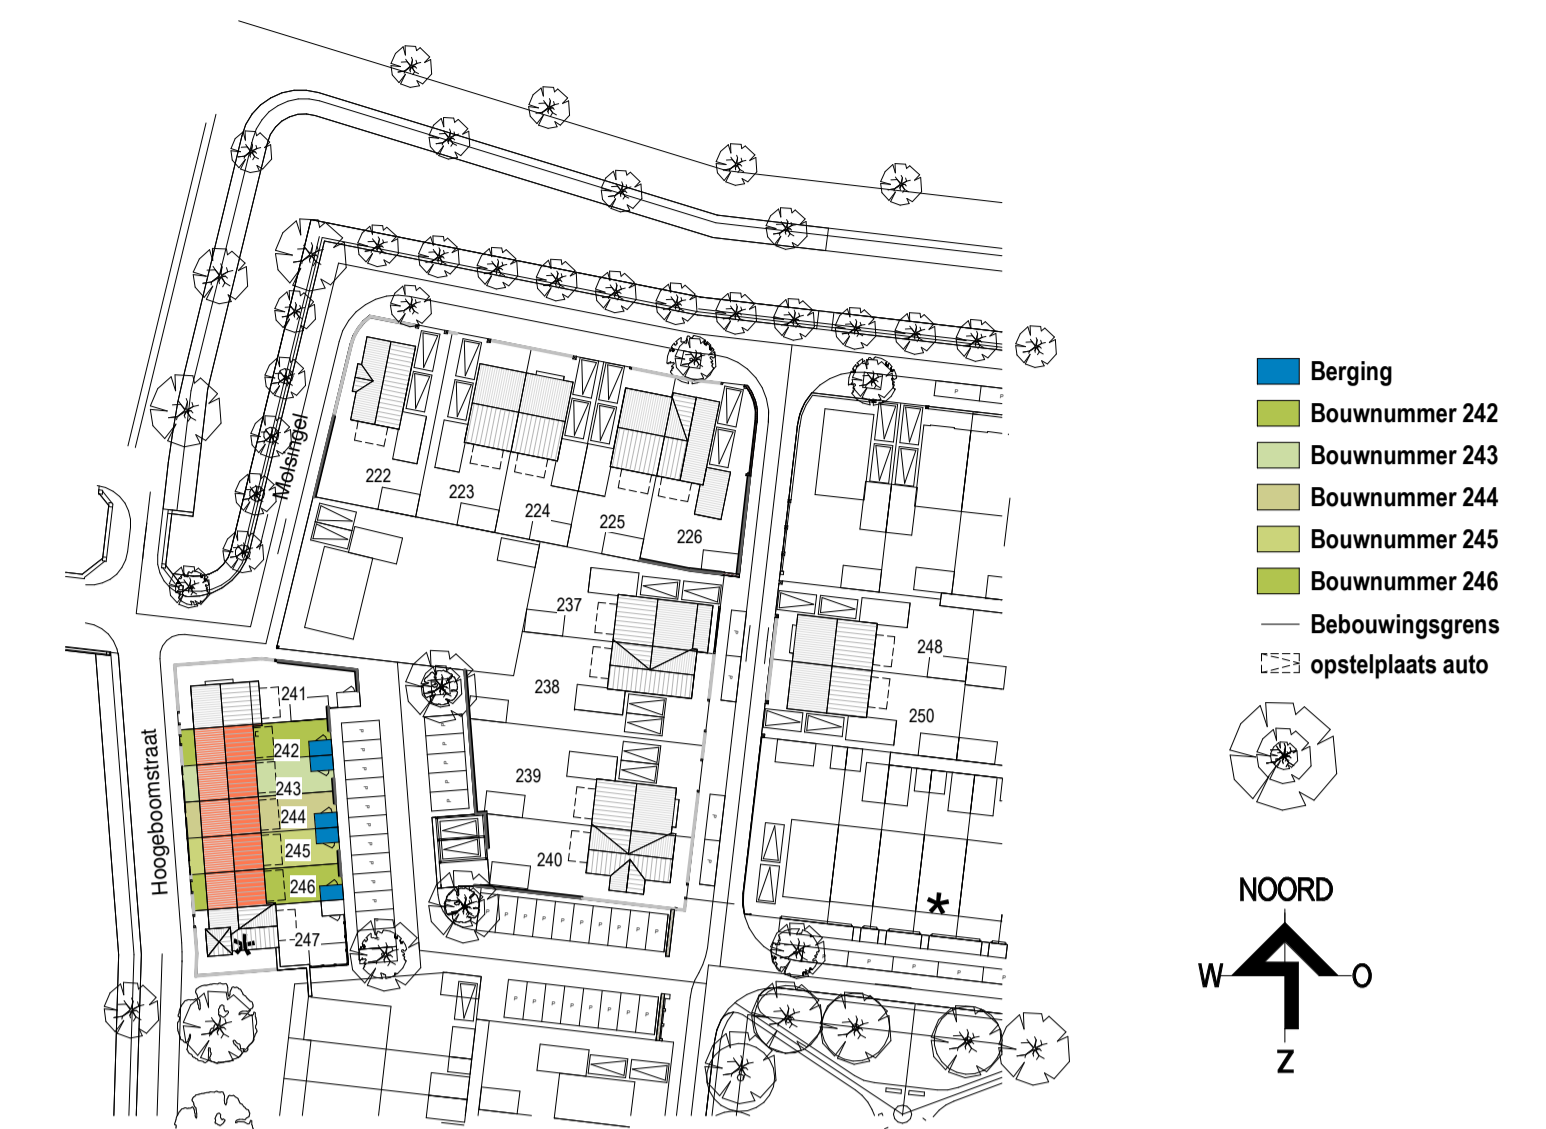 Molsingel
222
223
224
225
226
237
238
239
240
248
250
Hoogeboomstraat
241
242
243
244
245
246
247
Berging
Bouwnummer 242
Bouwnummer 243
Bouwnummer 244
Bouwnummer 245
Bouwnummer 246
Bebouwingsgrens
opstelplaats auto
NOORD
W
O
Z